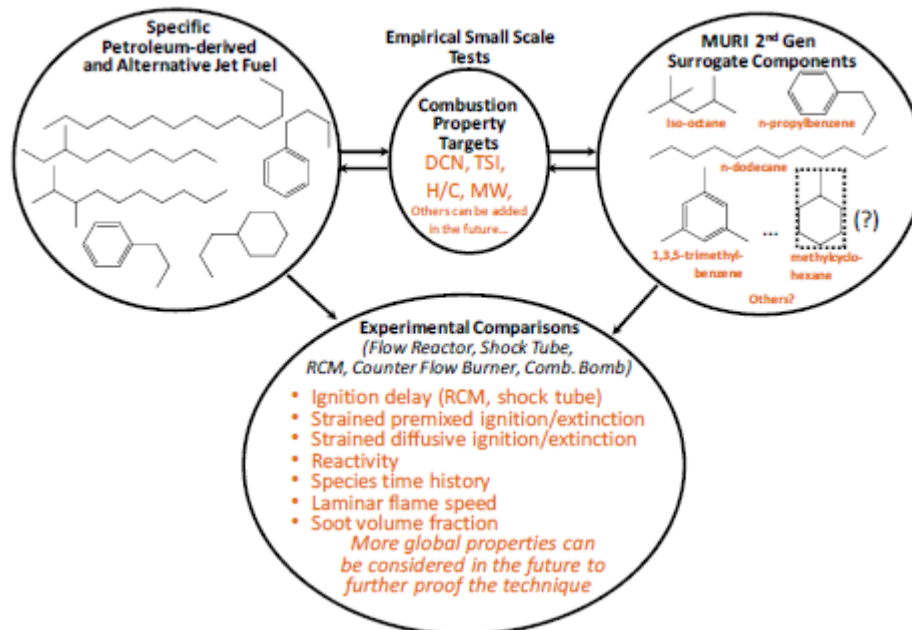 Specific
Petroleum-derived
and Alternative Jet Fuel
Empirical Small Scale
Tests
Combustion
Property
Targets
DCN, TSI,
H/C, MW,
Others can be added
in the future...
MURI 2nd Gen
Surrogate Components
Iso-octane
n-propylbenzene
n-dodecane
1,3,5-trimethyl-
benzene
...
(?)
methylcyclo-
hexane
Others?
Experimental Comparisons
(Flow Reactor, Shock Tube,
RCM, Counter Flow Burner, Comb. Bomb)
• Ignition delay (RCM, shock tube)
• Strained premixed ignition/extinction
• Strained diffusive ignition/extinction
• Reactivity
• Species time history
• Laminar flame speed
• Soot volume fraction
More global properties can
be considered in the future to
further proof the technique